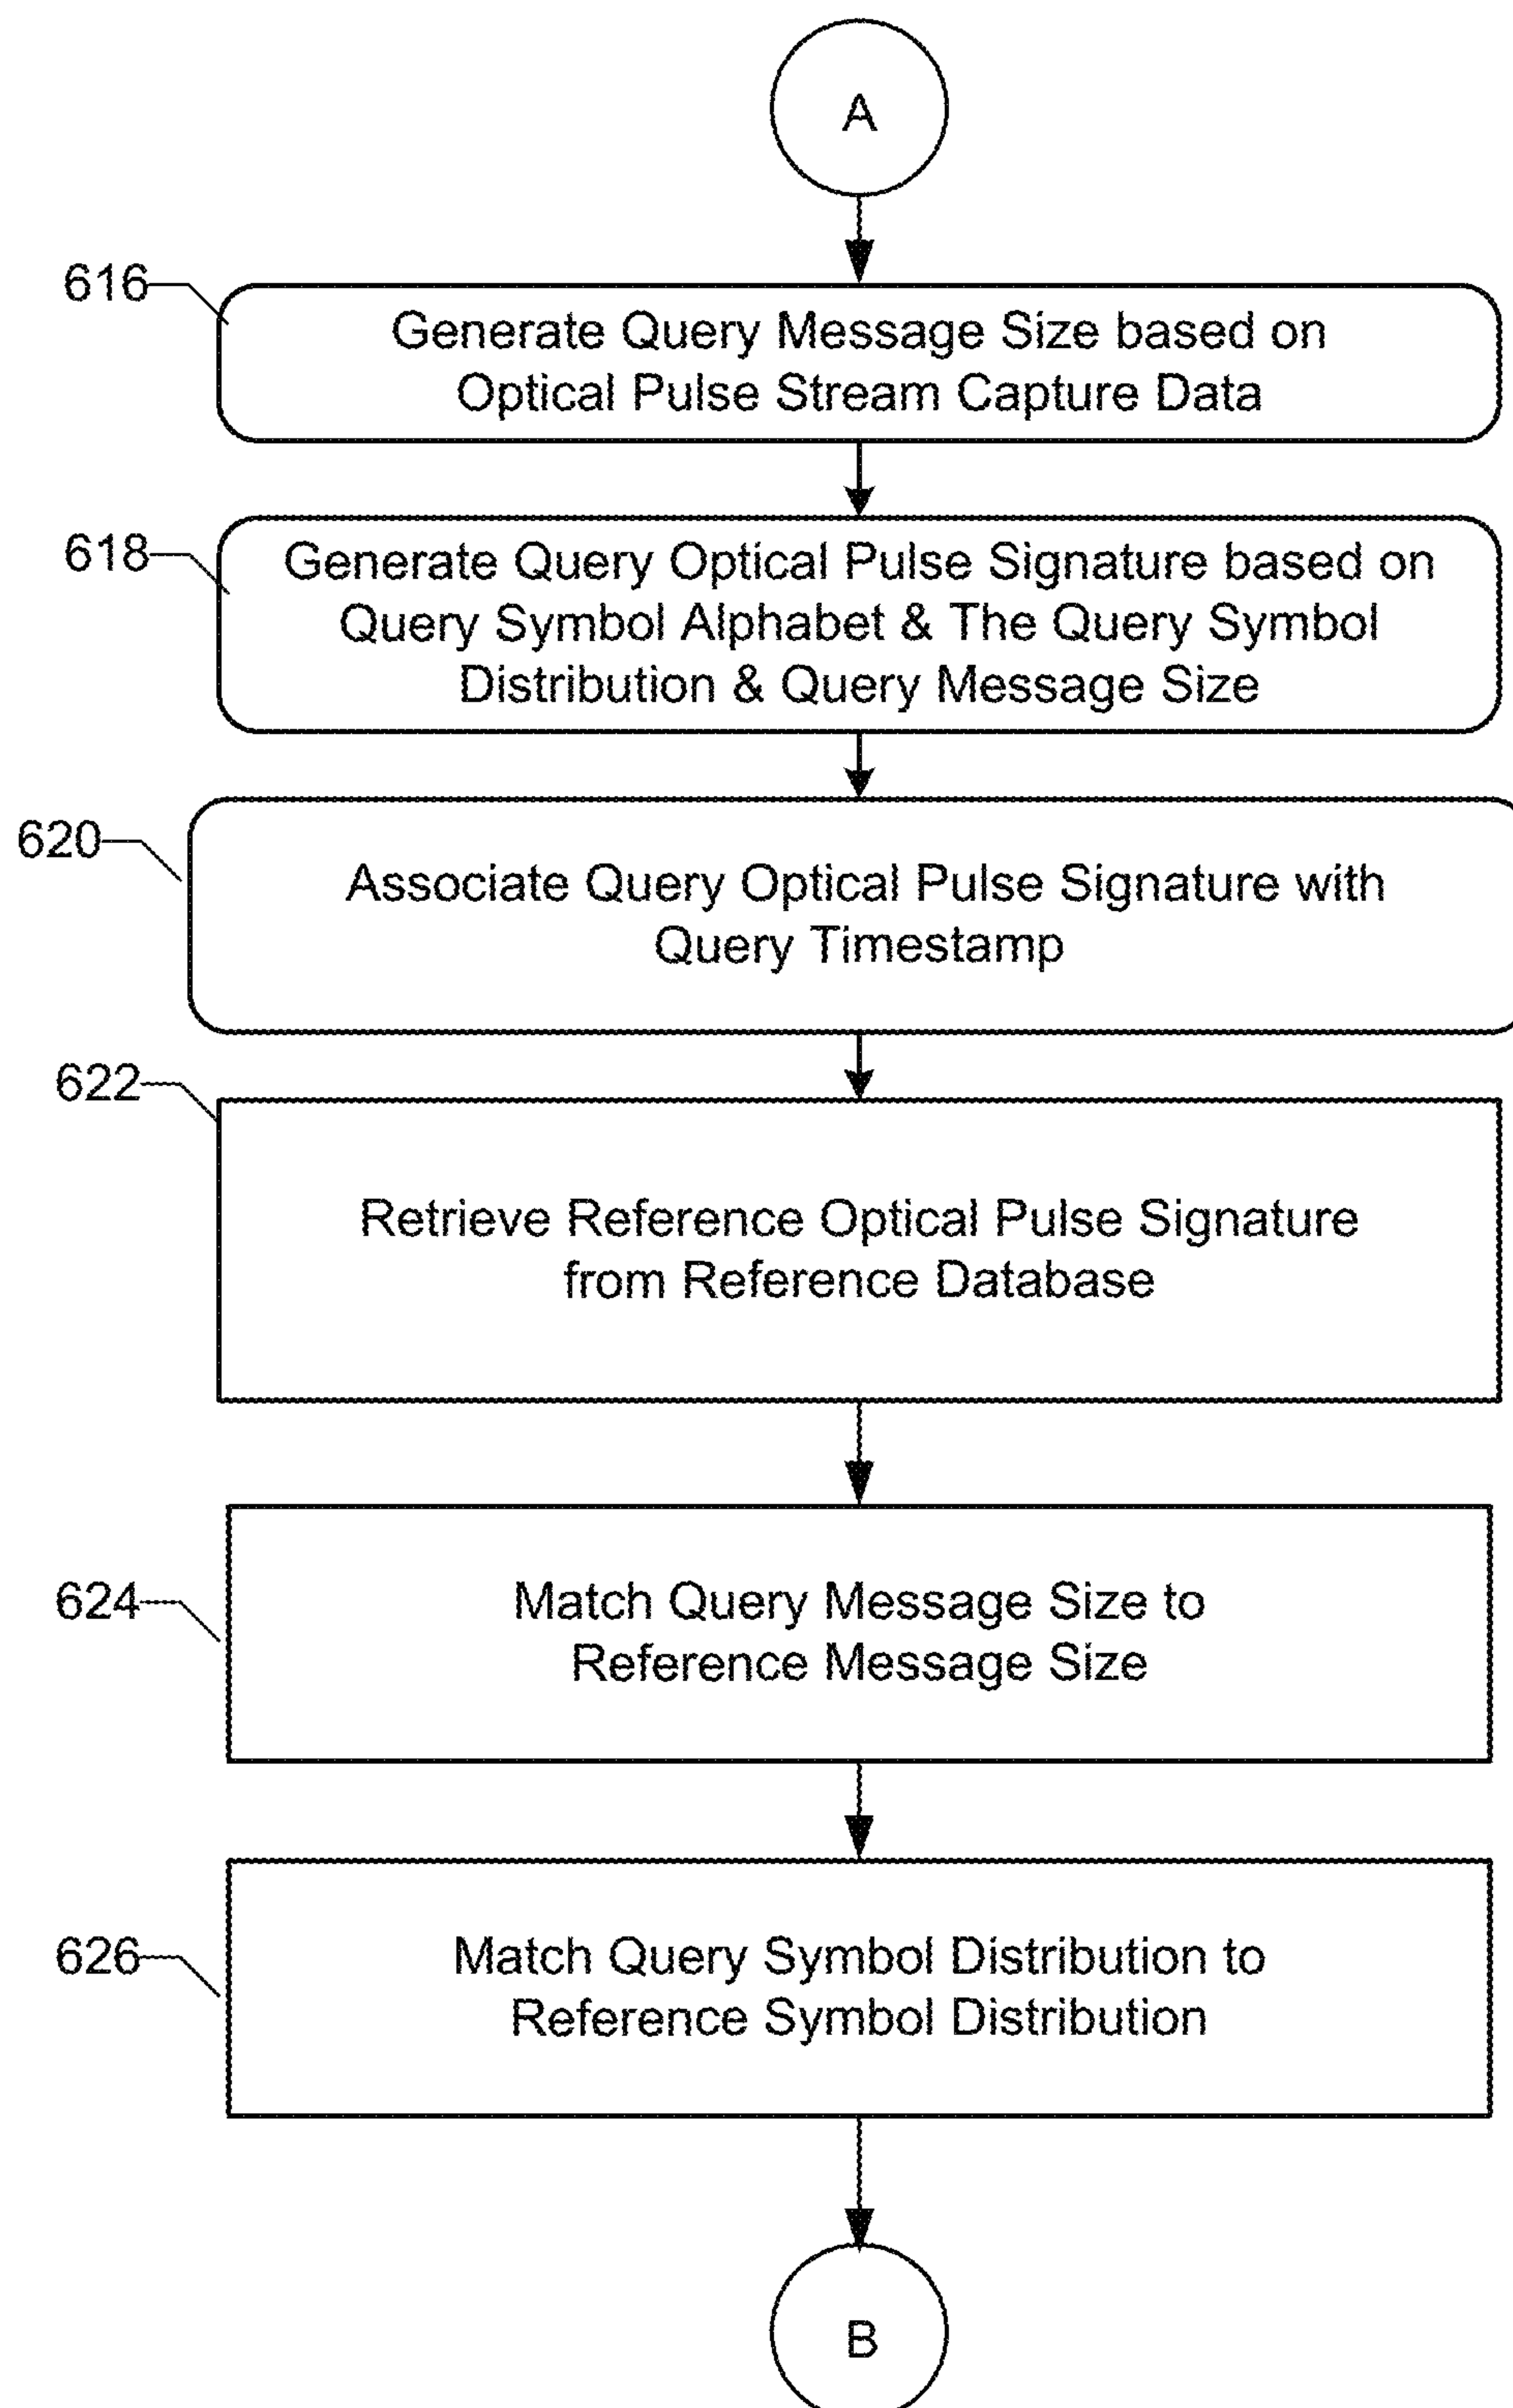 A
616
Generate Query Message Size based on
Optical Pulse Stream Capture Data
618
Generate Query Optical Pulse Signature based on
Query Symbol Alphabet & The Query Symbol
Distribution & Query Message Size
620
Associate Query Optical Pulse Signature with
Query Timestamp
622
Retrieve Reference Optical Pulse Signature
from Reference Database
624
Match Query Message Size to
Reference Message Size
626
Match Query Symbol Distribution to
Reference Symbol Distribution
B